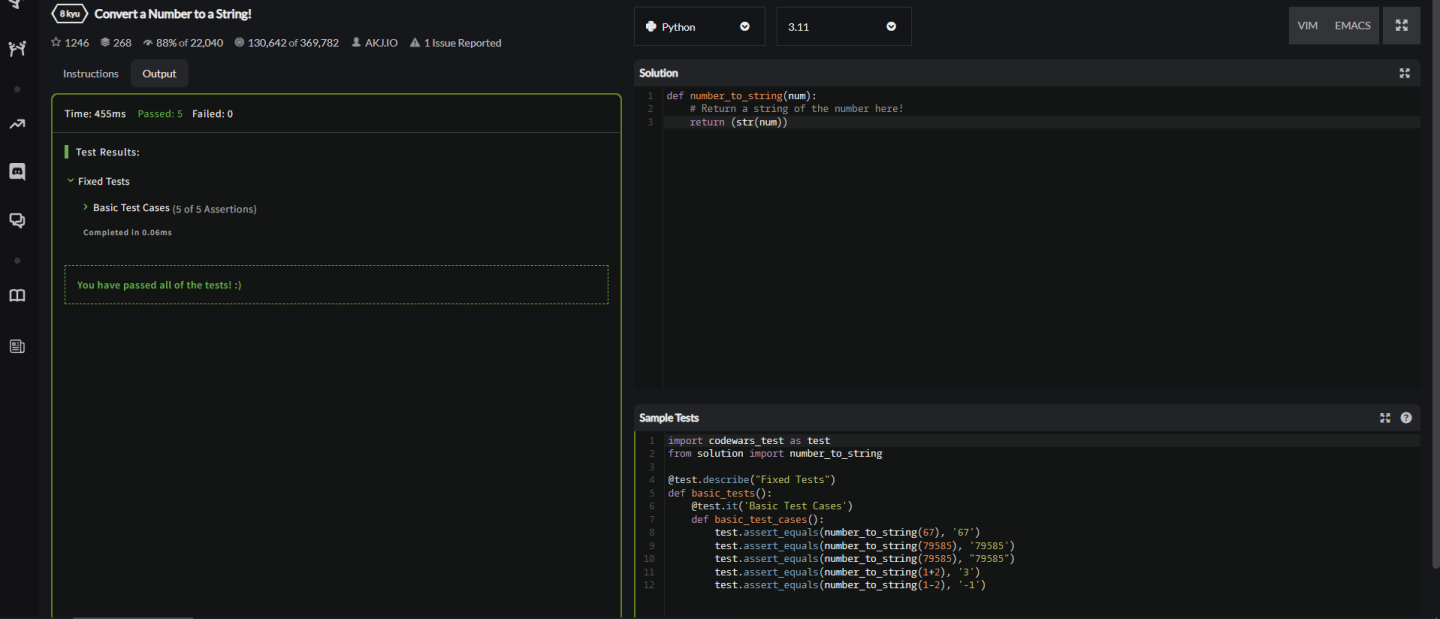 8 kyu Convert a Number to a String!
1246 268 88% of 22,040 130,642 of 369,782 AKJ.IO 1 Issue Reported
Instructions Output
Time: 455ms Passed: 5 Failed: 0
Test Results:
Fixed Tests
Basic Test Cases (5 of 5 Assertions)
Completed in 0.06ms
You have passed all of the tests! :)
Python 3.11 VIM EMACS
Solution
1 def number_to_string(num):
2 # Return a string of the number here!
3 return (str(num))
Sample Tests
1 import codewars_test as test
2 from solution import number_to_string
3
4 @test.describe("Fixed Tests")
5 def basic_tests():
6 @test.it('Basic Test Cases')
7 def basic_test_cases():
8 test.assert_equals(number_to_string(67), '67')
9 test.assert_equals(number_to_string(79585), '79585')
10 test.assert_equals(number_to_string(79585), "79585")
11 test.assert_equals(number_to_string(1+2), '3')
12 test.assert_equals(number_to_string(1-2), '-1')